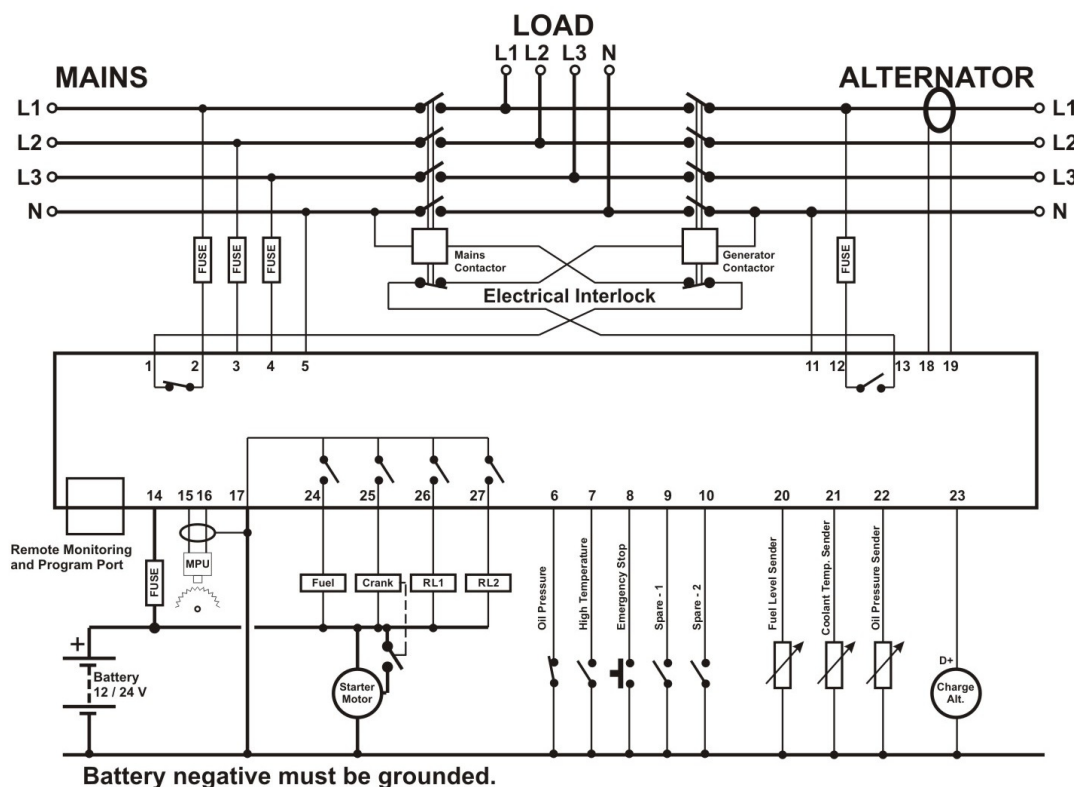 LOAD
L1 L2 L3 N
MAINS
ALTERNATOR
L1
L2
L3
N
L1
L2
L3
N
FUSE
FUSE
FUSE
Mains
Contactor
Generator
Contactor
FUSE
Electrical Interlock
1 2 3 4 5 11 12 13 18 19
14 15 16 17 24 25 26 27 6 7 8 9 10 20 21 22 23
Remote Monitoring
and Program Port
FUSE
MPU
Fuel
Crank
RL1
RL2
Oil Pressure
High Temperature
Emergency Stop
Spare - 1
Spare - 2
Fuel Level Sender
Coolant Temp. Sender
Oil Pressure Sender
+
Battery
12 / 24 V
Starter
Motor
D+
Charge
Alt.
Battery negative must be grounded.